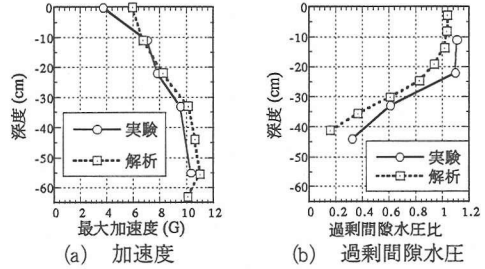 0
-10
-20
-30
-40
-50
-60
深度 (cm)
実験
解析
0 2 4 6 8 10 12
最大加速度 (G)
(a) 加速度
0
-10
-20
-30
-40
-50
-60
深度 (cm)
実験
解析
0 0.2 0.4 0.6 0.8 1 1.2
過剰間隙水圧比
(b) 過剰間隙水圧